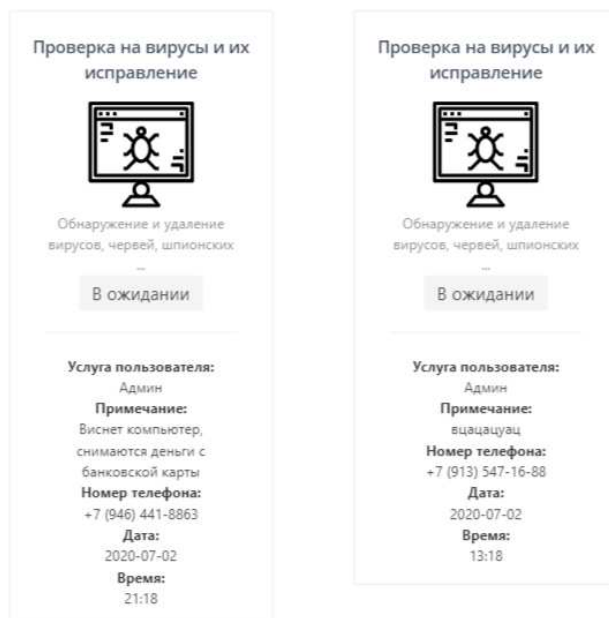 Проверка на вирусы и их
исправление
Обнаружение и удаление
вирусов, червей, шпионских
...
В ожидании
Услуга пользователя:
Админ
Примечание:
Виснет компьютер,
снимаются деньги с
банковской карты
Номер телефона:
+7 (946) 441-8863
Дата:
2020-07-02
Время:
21:18
Проверка на вирусы и их
исправление
Обнаружение и удаление
вирусов, червей, шпионских
...
В ожидании
Услуга пользователя:
Админ
Примечание:
вцацацуац
Номер телефона:
+7 (913) 547-16-88
Дата:
2020-07-02
Время:
13:18